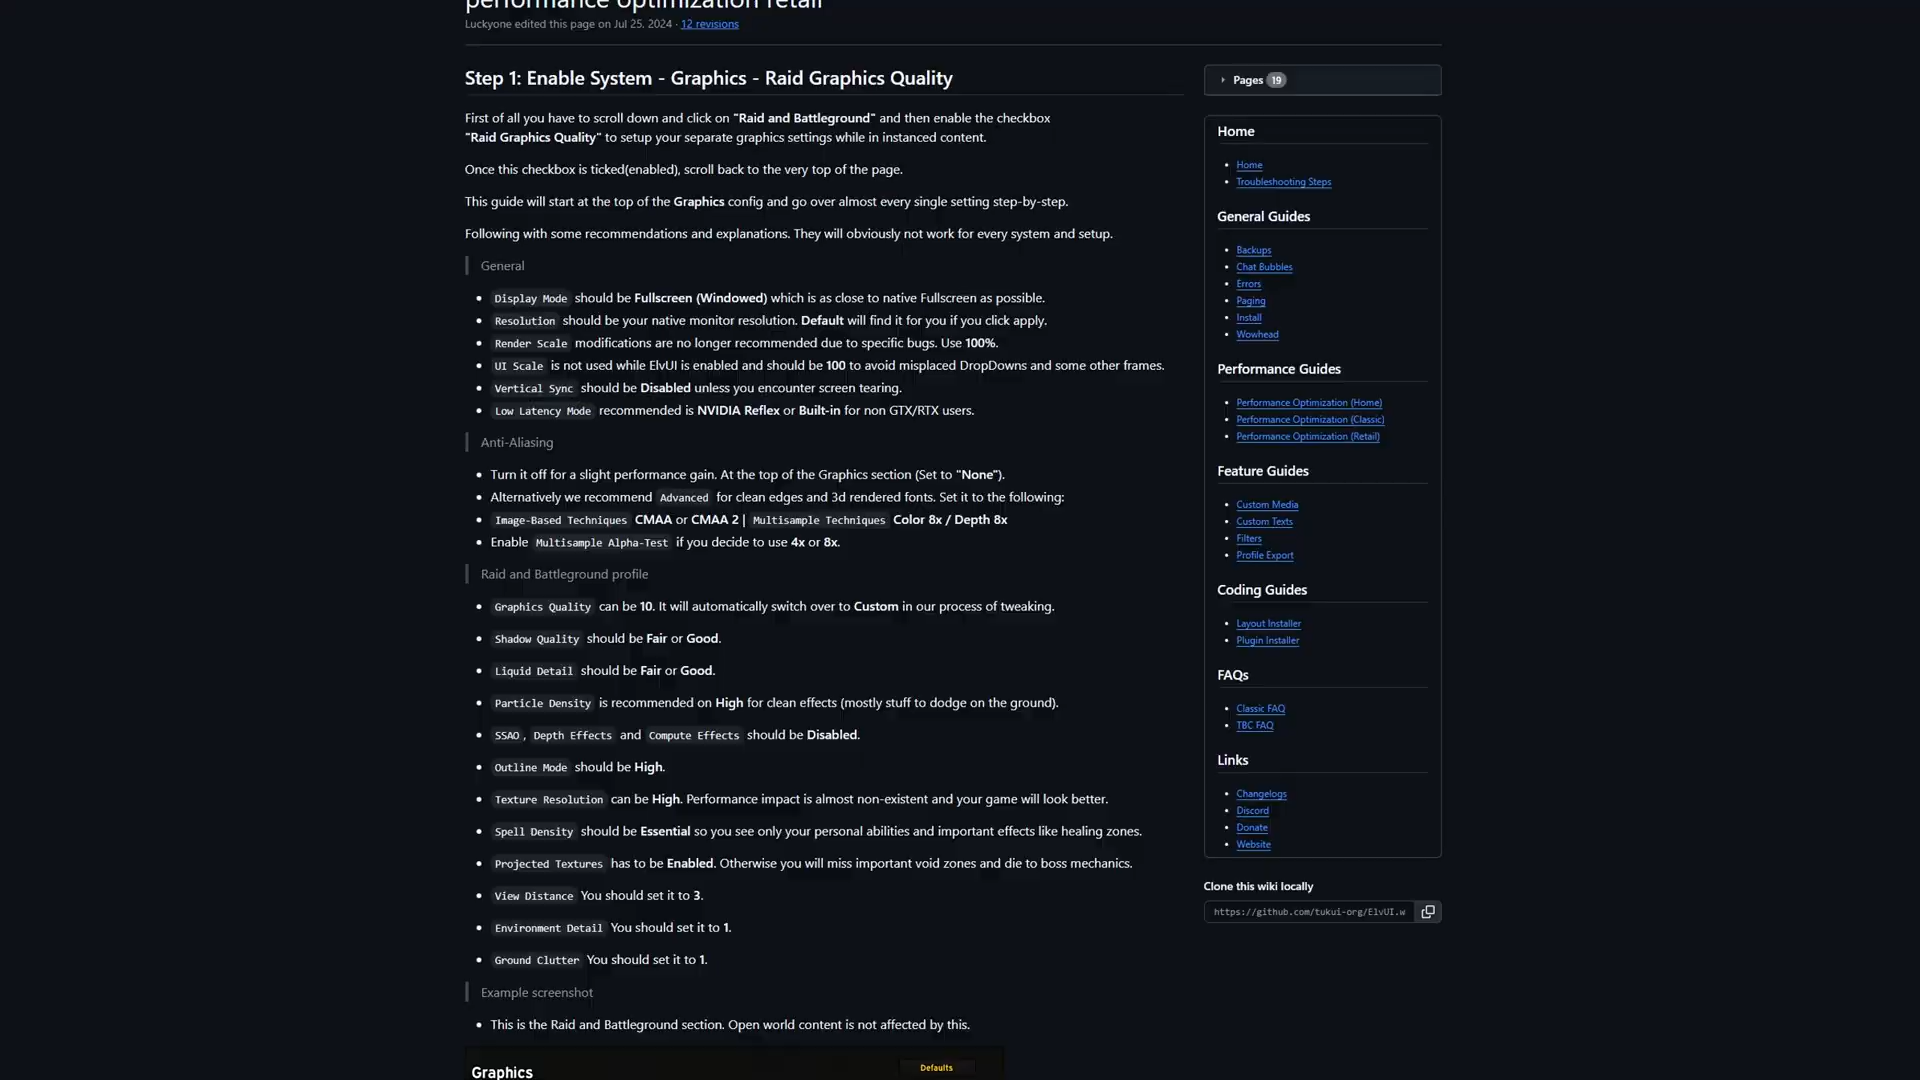 performance optimization retail
Luckyone edited this page on Jul 25, 2024 · 12 revisions
Step 1: Enable System - Graphics - Raid Graphics Quality
First of all you have to scroll down and click on "Raid and Battleground" and then enable the checkbox
"Raid Graphics Quality" to setup your separate graphics settings while in instanced content.
Once this checkbox is ticked(enabled), scroll back to the very top of the page.
This guide will start at the top of the Graphics config and go over almost every single setting step-by-step.
Following with some recommendations and explanations. They will obviously not work for every system and setup.
General
• Display Mode should be Fullscreen (Windowed) which is as close to native Fullscreen as possible.
• Resolution should be your native monitor resolution. Default will find it for you if you click apply.
• Render Scale modifications are no longer recommended due to specific bugs. Use 100%.
• UI Scale is not used while ElvUI is enabled and should be 100 to avoid misplaced DropDowns and some other frames.
• Vertical Sync should be Disabled unless you encounter screen tearing.
• Low Latency Mode recommended is NVIDIA Reflex or Built-in for non GTX/RTX users.
Anti-Aliasing
• Turn it off for a slight performance gain. At the top of the Graphics section (Set to "None").
• Alternatively we recommend Advanced for clean edges and 3d rendered fonts. Set it to the following:
• Image-Based Techniques CMAA or CMAA 2 | Multisample Techniques Color 8x / Depth 8x
• Enable Multisample Alpha-Test if you decide to use 4x or 8x.
Raid and Battleground profile
• Graphics Quality can be 10. It will automatically switch over to Custom in our process of tweaking.
• Shadow Quality should be Fair or Good.
• Liquid Detail should be Fair or Good.
• Particle Density is recommended on High for clean effects (mostly stuff to dodge on the ground).
• SSAO, Depth Effects and Compute Effects should be Disabled.
• Outline Mode should be High.
• Texture Resolution can be High. Performance impact is almost non-existent and your game will look better.
• Spell Density should be Essential so you see only your personal abilities and important effects like healing zones.
• Projected Textures has to be Enabled. Otherwise you will miss important void zones and die to boss mechanics.
• View Distance You should set it to 3.
• Environment Detail You should set it to 1.
• Ground Clutter You should set it to 1.
Example screenshot
• This is the Raid and Battleground section. Open world content is not affected by this.
Graphics
Defaults
Pages 19
Home
• Home
• Troubleshooting Steps
General Guides
• Backups
• Chat Bubbles
• Errors
• Paging
• Install
• Wowhead
Performance Guides
• Performance Optimization (Home)
• Performance Optimization (Classic)
• Performance Optimization (Retail)
Feature Guides
• Custom Media
• Custom Texts
• Filters
• Profile Export
Coding Guides
• Layout Installer
• Plugin Installer
FAQs
• Classic FAQ
• TBC FAQ
Links
• Changelogs
• Discord
• Donate
• Website
Clone this wiki locally
https://github.com/tukui-org/ElvUI.w